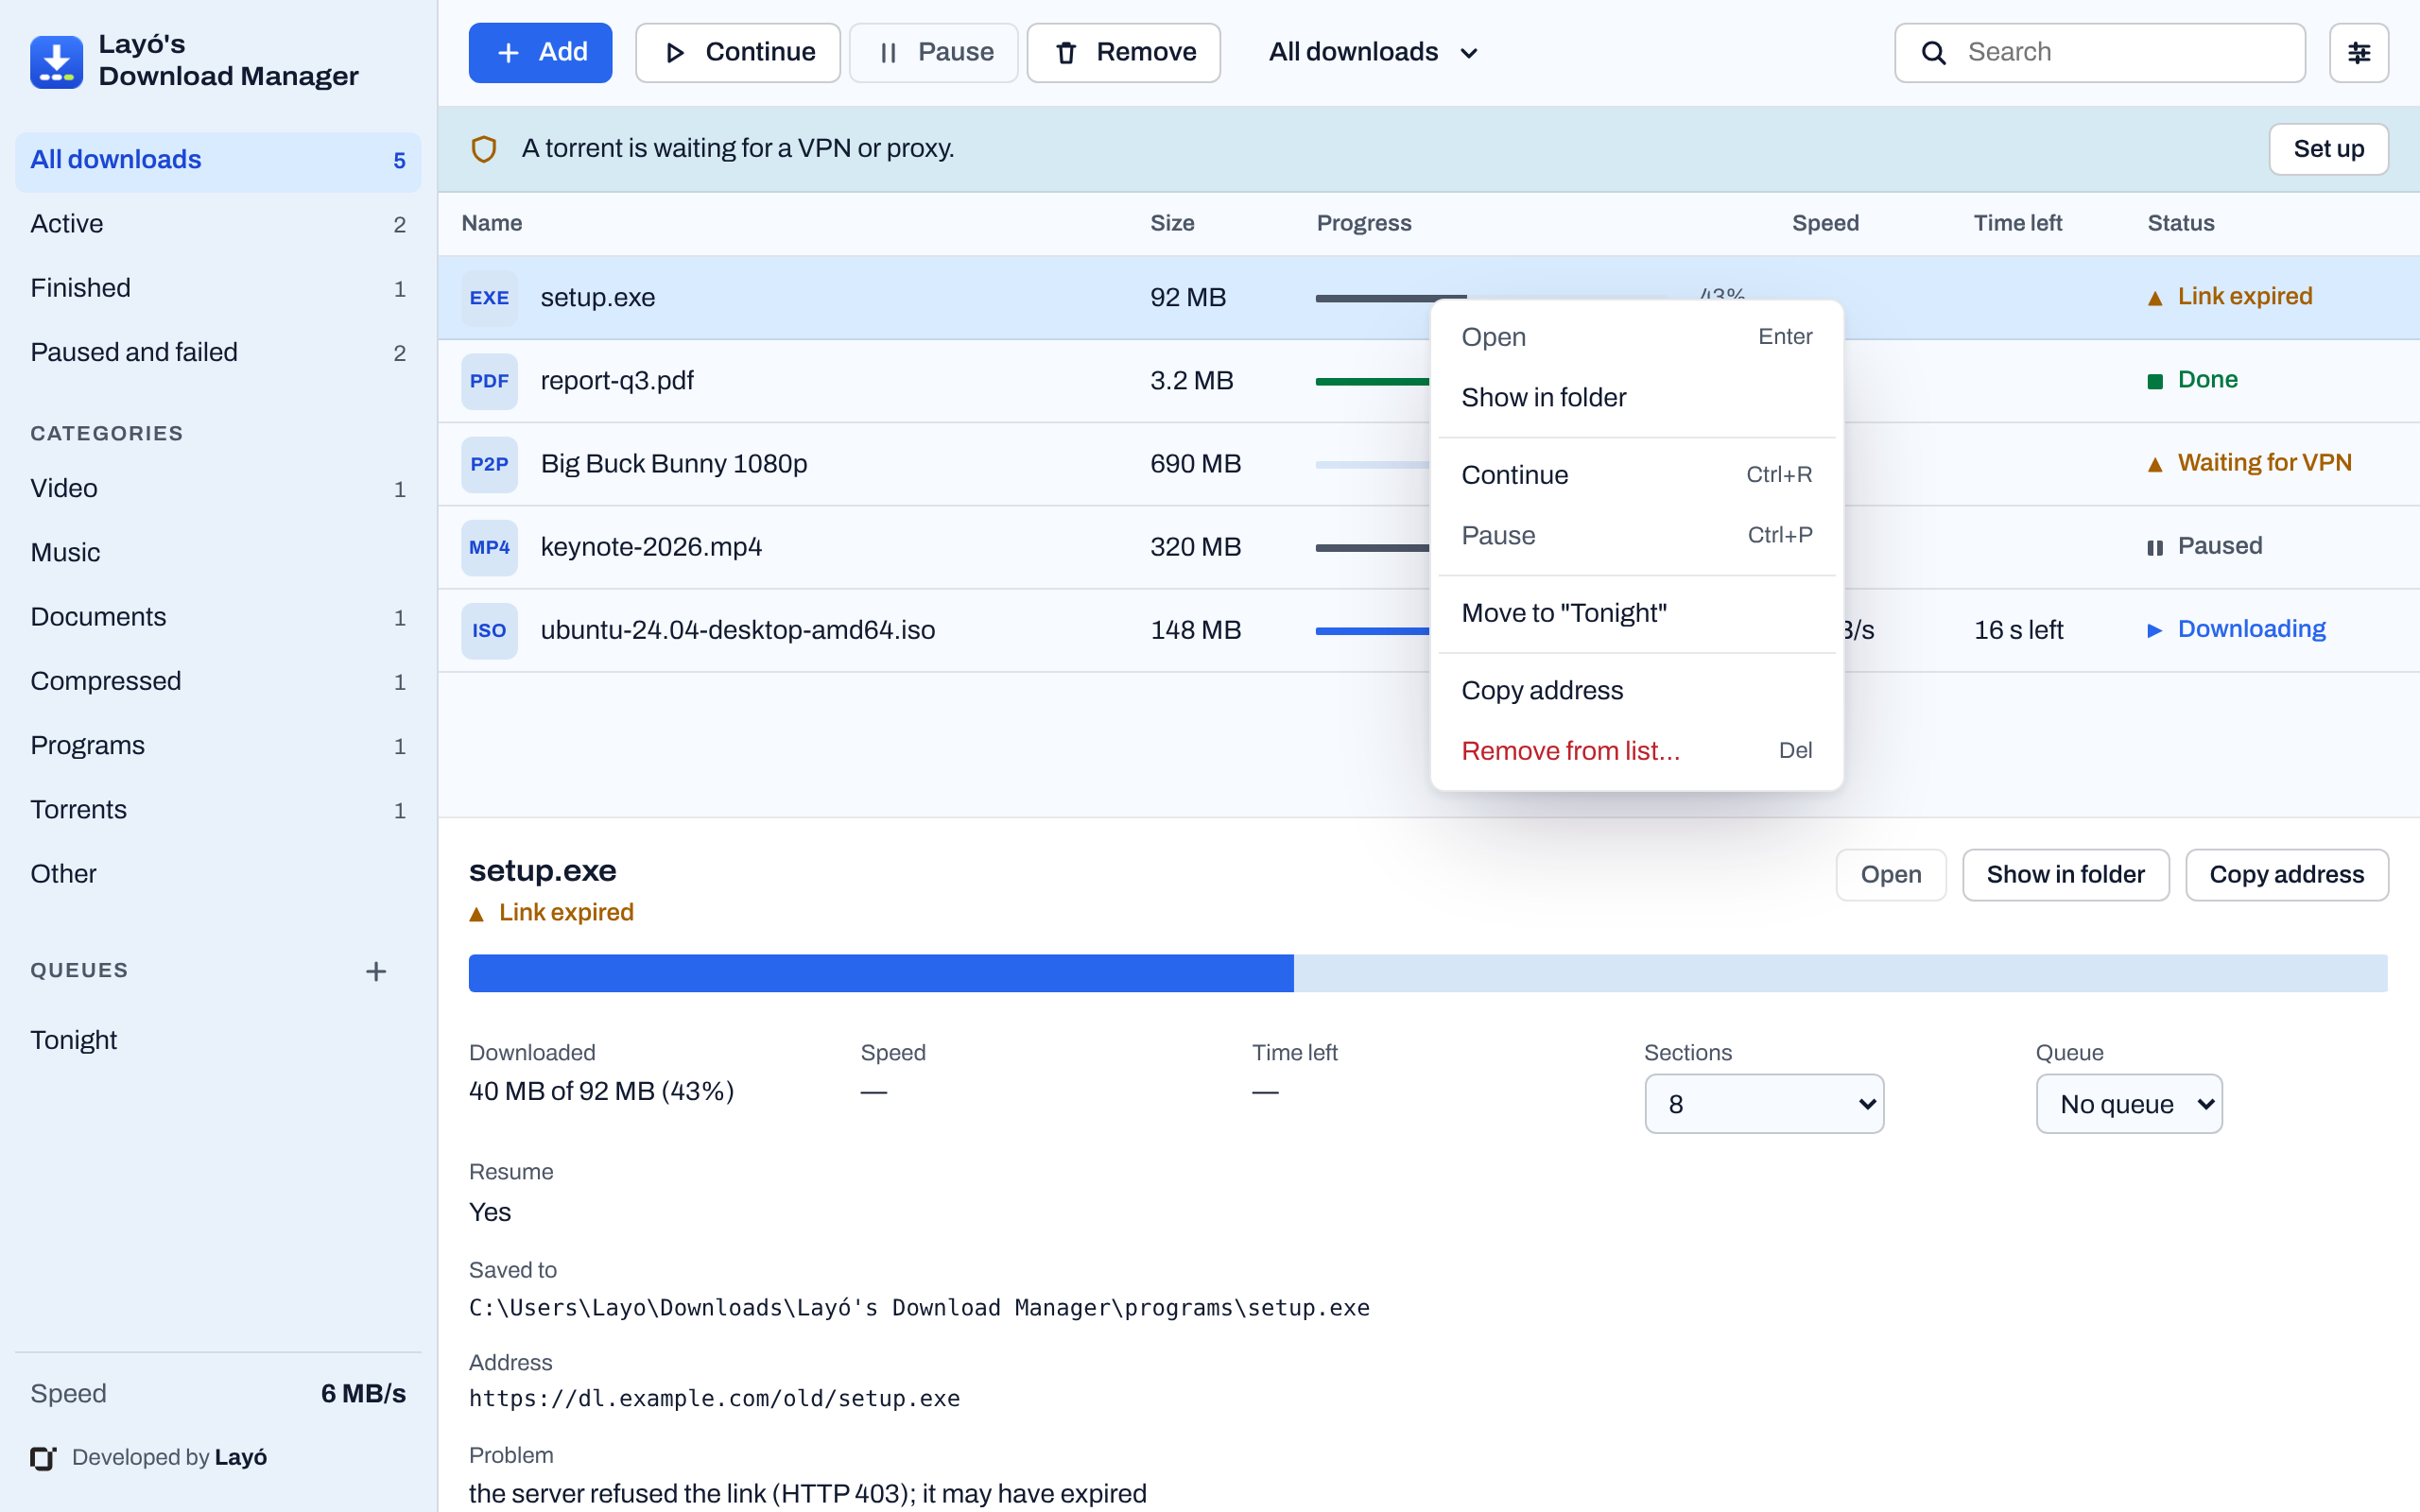 Layó's
Download Manager
Add
Continue
Pause
Remove
All downloads
Search
All downloads 5
Active 2
Finished 1
Paused and failed 2
CATEGORIES
Video 1
Music
Documents 1
Compressed 1
Programs 1
Torrents 1
Other
QUEUES
Tonight
Speed 6 MB/s
Developed by Layó
A torrent is waiting for a VPN or proxy.
Set up
Name Size Progress Speed Time left Status
EXE setup.exe 92 MB 43% Link expired
PDF report-q3.pdf 3.2 MB Done
P2P Big Buck Bunny 1080p 690 MB Waiting for VPN
MP4 keynote-2026.mp4 320 MB Paused
ISO ubuntu-24.04-desktop-amd64.iso 148 MB 16 s left Downloading
Open Enter
Show in folder
Continue Ctrl+R
Pause Ctrl+P
Move to "Tonight"
Copy address
Remove from list... Del
setup.exe
Link expired
Open
Show in folder
Copy address
Downloaded Speed Time left Sections Queue
40 MB of 92 MB (43%) — — 8 No queue
Resume
Yes
Saved to
C:\Users\Layo\Downloads\Layó's Download Manager\programs\setup.exe
Address
https://dl.example.com/old/setup.exe
Problem
the server refused the link (HTTP 403); it may have expired